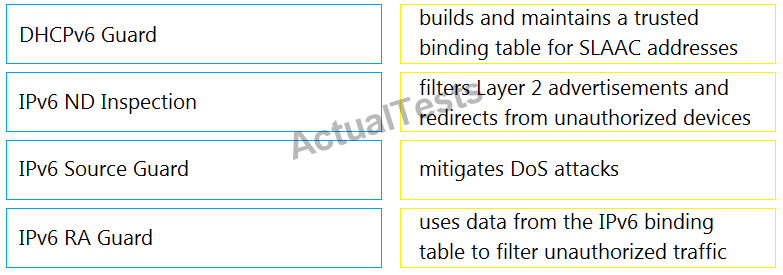 DHCPv6 Guard
builds and maintains a trusted
binding table for SLAAC addresses
IPv6 ND Inspection
filters Layer 2 advertisements and
redirects from unauthorized devices
ActualTests
IPv6 Source Guard
mitigates DoS attacks
IPv6 RA Guard
uses data from the IPv6 binding
table to filter unauthorized traffic